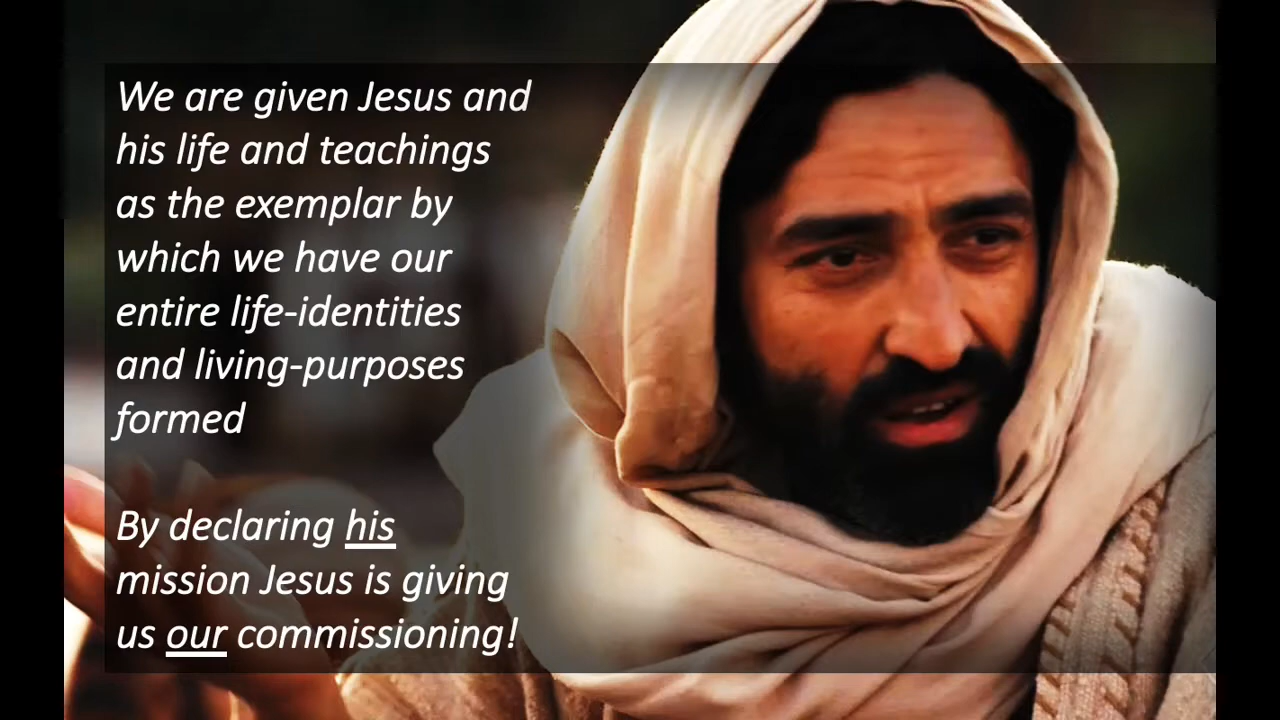 We are given Jesus and
his life and teachings
as the exemplar by
which we have our
entire life-identities
and living-purposes
formed
By declaring his
mission Jesus is giving
us our commissioning!